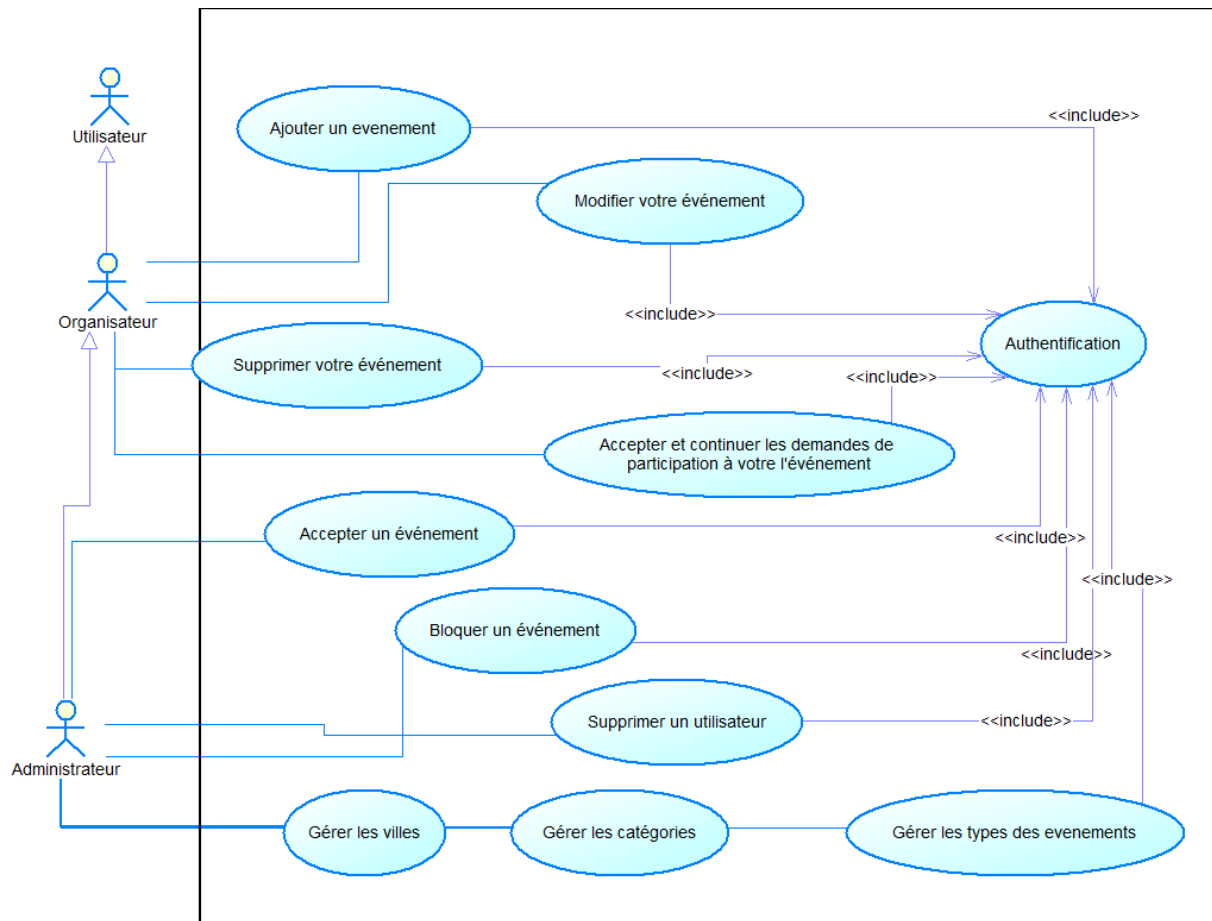 Utilisateur
Ajouter un evenement
<<include>>
Modifier votre événement
Organisateur
<<include>>
Authentification
Supprimer votre événement
<<include>>
<<include>>
Accepter et continuer les demandes de
participation à votre l'événement
Accepter un événement
<<include>>
<<include>>
Bloquer un événement
<<include>>
Supprimer un utilisateur
<<include>>
Administrateur
Gérer les villes
Gérer les catégories
Gérer les types des evenements